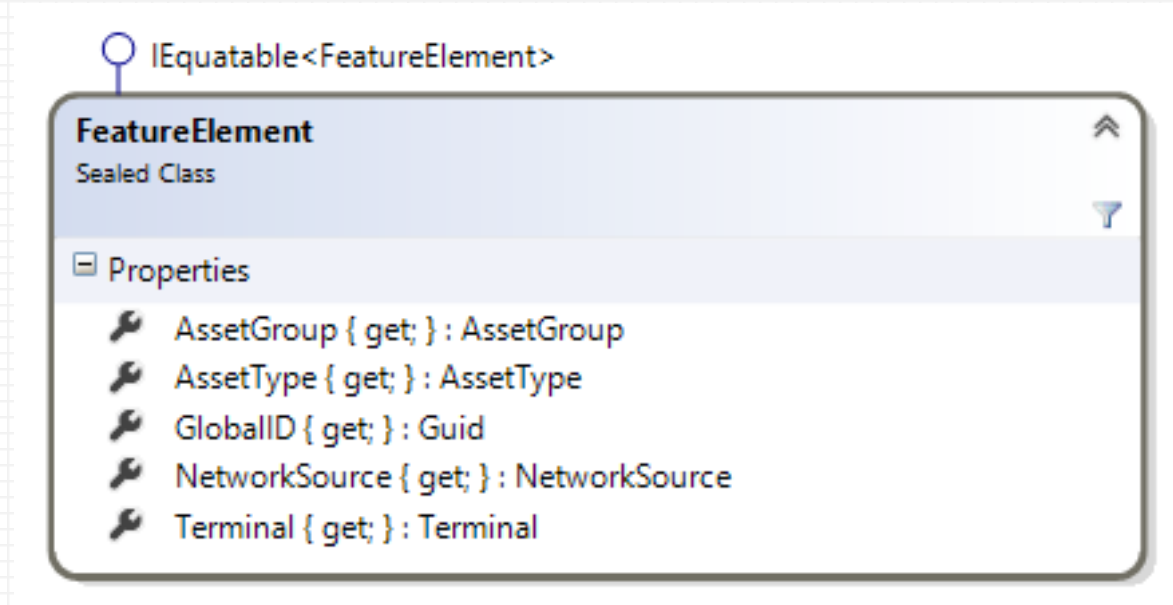 IEquatable<FeatureElement>
FeatureElement
Sealed Class
Properties
AssetGroup { get; } : AssetGroup
AssetType { get; } : AssetType
GlobalID { get; } : Guid
NetworkSource { get; } : NetworkSource
Terminal { get; } : Terminal